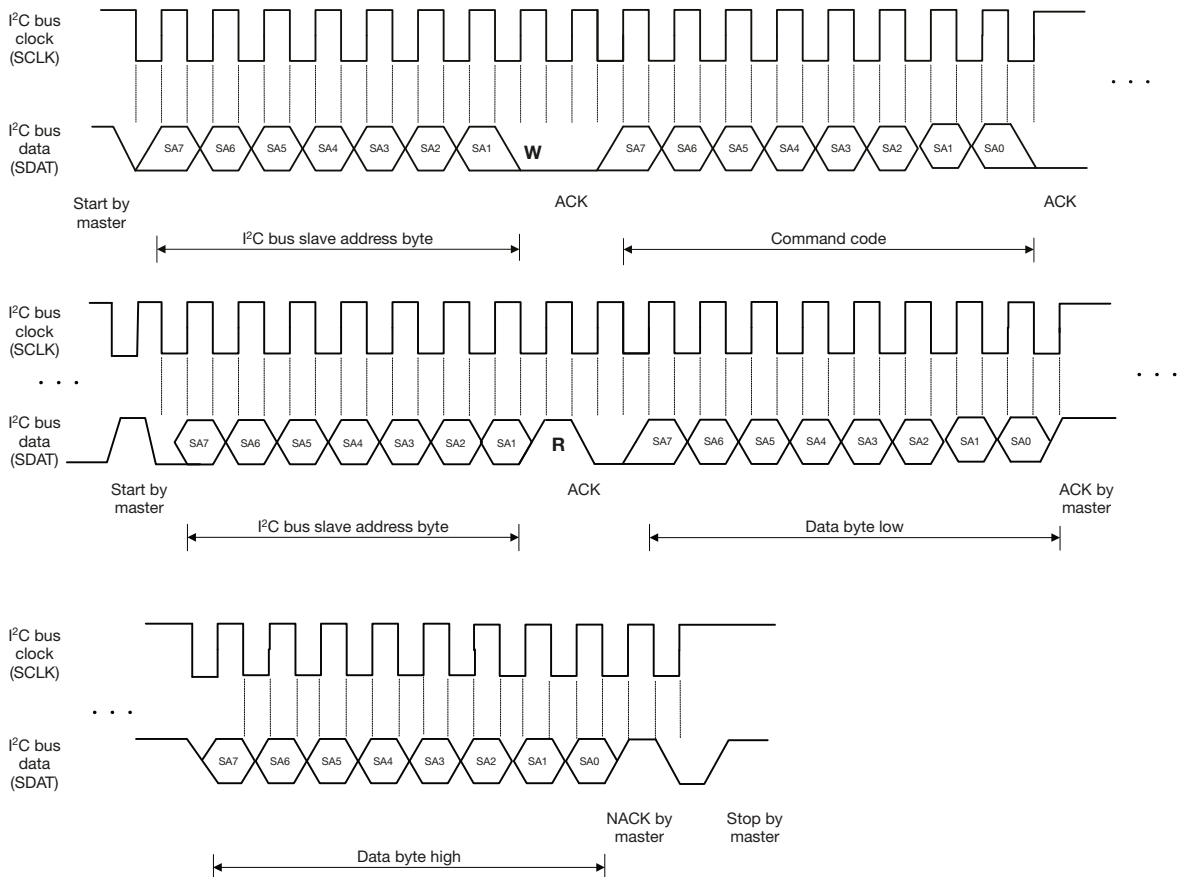 I²C bus
clock
(SCLK)
. . .
I²C bus
data
(SDAT)
SA7 SA6 SA5 SA4 SA3 SA2 SA1 W SA7 SA6 SA5 SA4 SA3 SA2 SA1 SA0
Start by
master
ACK
ACK
I²C bus slave address byte
Command code
I²C bus
clock
(SCLK)
. . .
. . .
I²C bus
data
(SDAT)
SA7 SA6 SA5 SA4 SA3 SA2 SA1 R SA7 SA6 SA5 SA4 SA3 SA2 SA1 SA0
Start by
master
ACK
ACK by
master
I²C bus slave address byte
Data byte low
I²C bus
clock
(SCLK)
. . .
I²C bus
data
(SDAT)
SA7 SA6 SA5 SA4 SA3 SA2 SA1 SA0
NACK by
master
Stop by
master
Data byte high